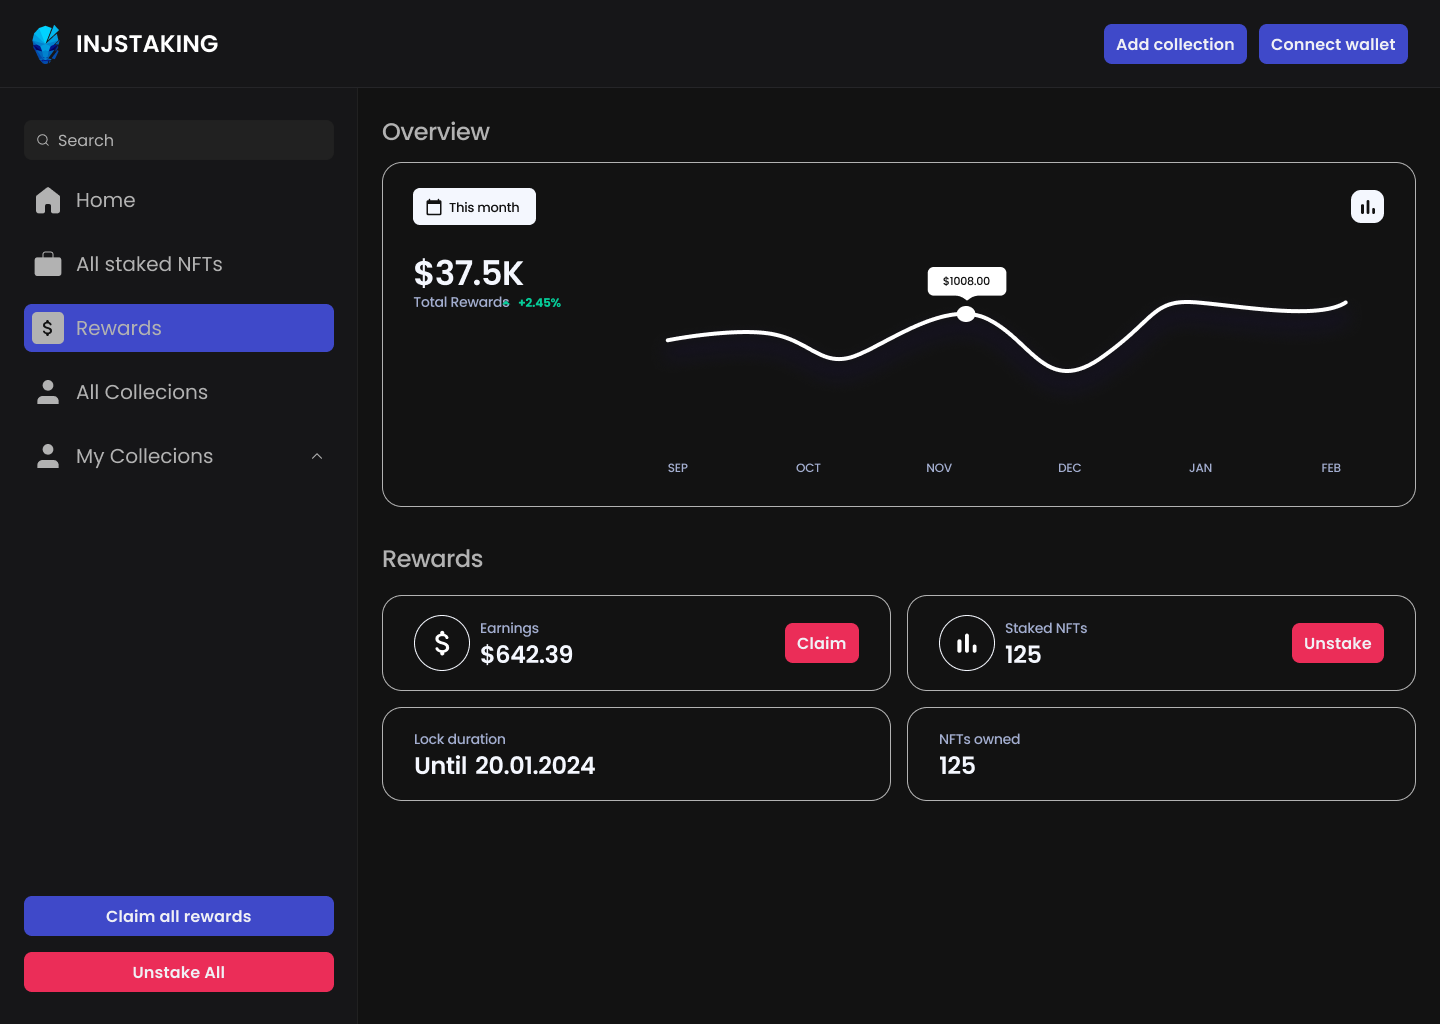 INJSTAKING
Add collection
Connect wallet
Search
Home
All staked NFTs
$
Rewards
All Collecions
My Collecions
Claim all rewards
Unstake All
Overview
This month
$37.5K
Total Rewards +2.45%
$1008.00
SEP OCT NOV DEC JAN FEB
Rewards
$
Earnings
$642.39
Claim
Staked NFTs
125
Unstake
Lock duration
Until 20.01.2024
NFTs owned
125